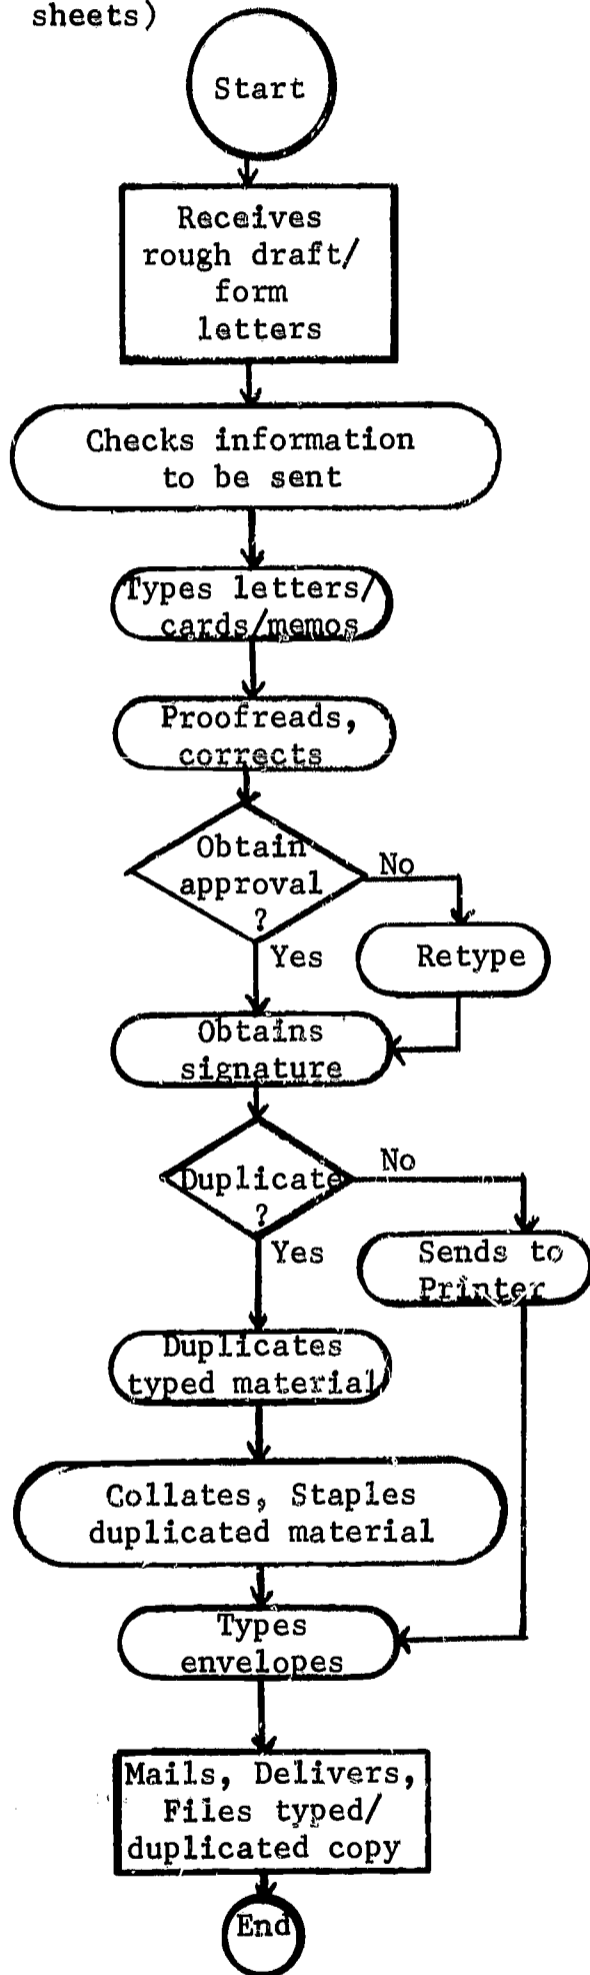 sheets)
Start
Receives
rough draft/
form
letters
Checks information
to be sent
Types letters/
cards/memos
Proofreads,
corrects
Obtain
approval
?
No
Yes
Retype
Obtains
signature
Duplicate
?
No
Yes
Sends to
Printer
Duplicates
typed material
Collates, Staples
duplicated material
Types
envelopes
Mails, Delivers,
Files typed/
duplicated copy
End